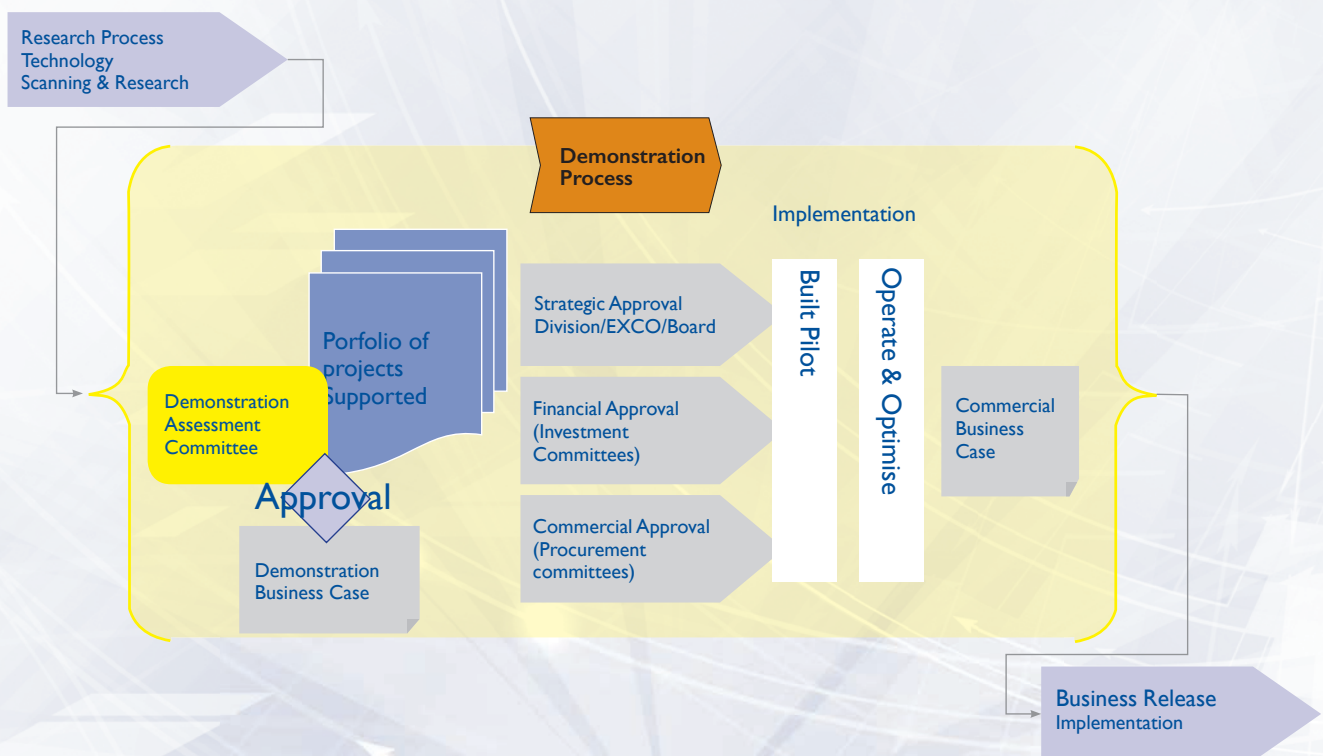 Research Process
Technology
Scanning & Research
Demonstration
Process
Implementation
Porfolio of
projects
Supported
Demonstration
Assessment
Committee
Approval
Demonstration
Business Case
Strategic Approval
Division/EXCO/Board
Financial Approval
(Investment
Committees)
Commercial Approval
(Procurement
committees)
Built Pilot
Operate & Optimise
Commercial
Business
Case
Business Release
Implementation